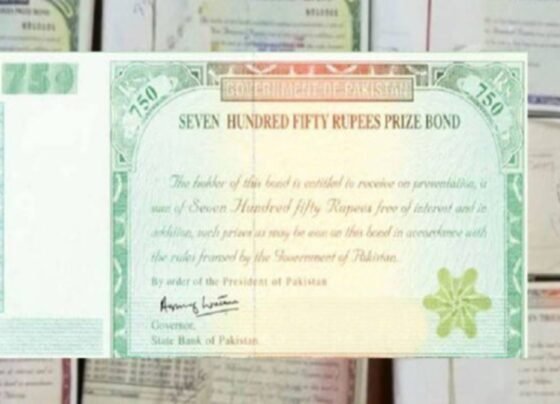 750
GOVERNMENT OF PAKISTAN
750
750
SEVEN HUNDRED FIFTY RUPEES PRIZE BOND
The holder of this bond is entitled to receive on presentation, a
sum of Seven Hundred fifty Rupees free of interest and in
addition, such prizes as may be won on this bond in accordance with
the rules framed by the Government of Pakistan.
By order of the President of Pakistan
Governor,
State Bank of Pakistan